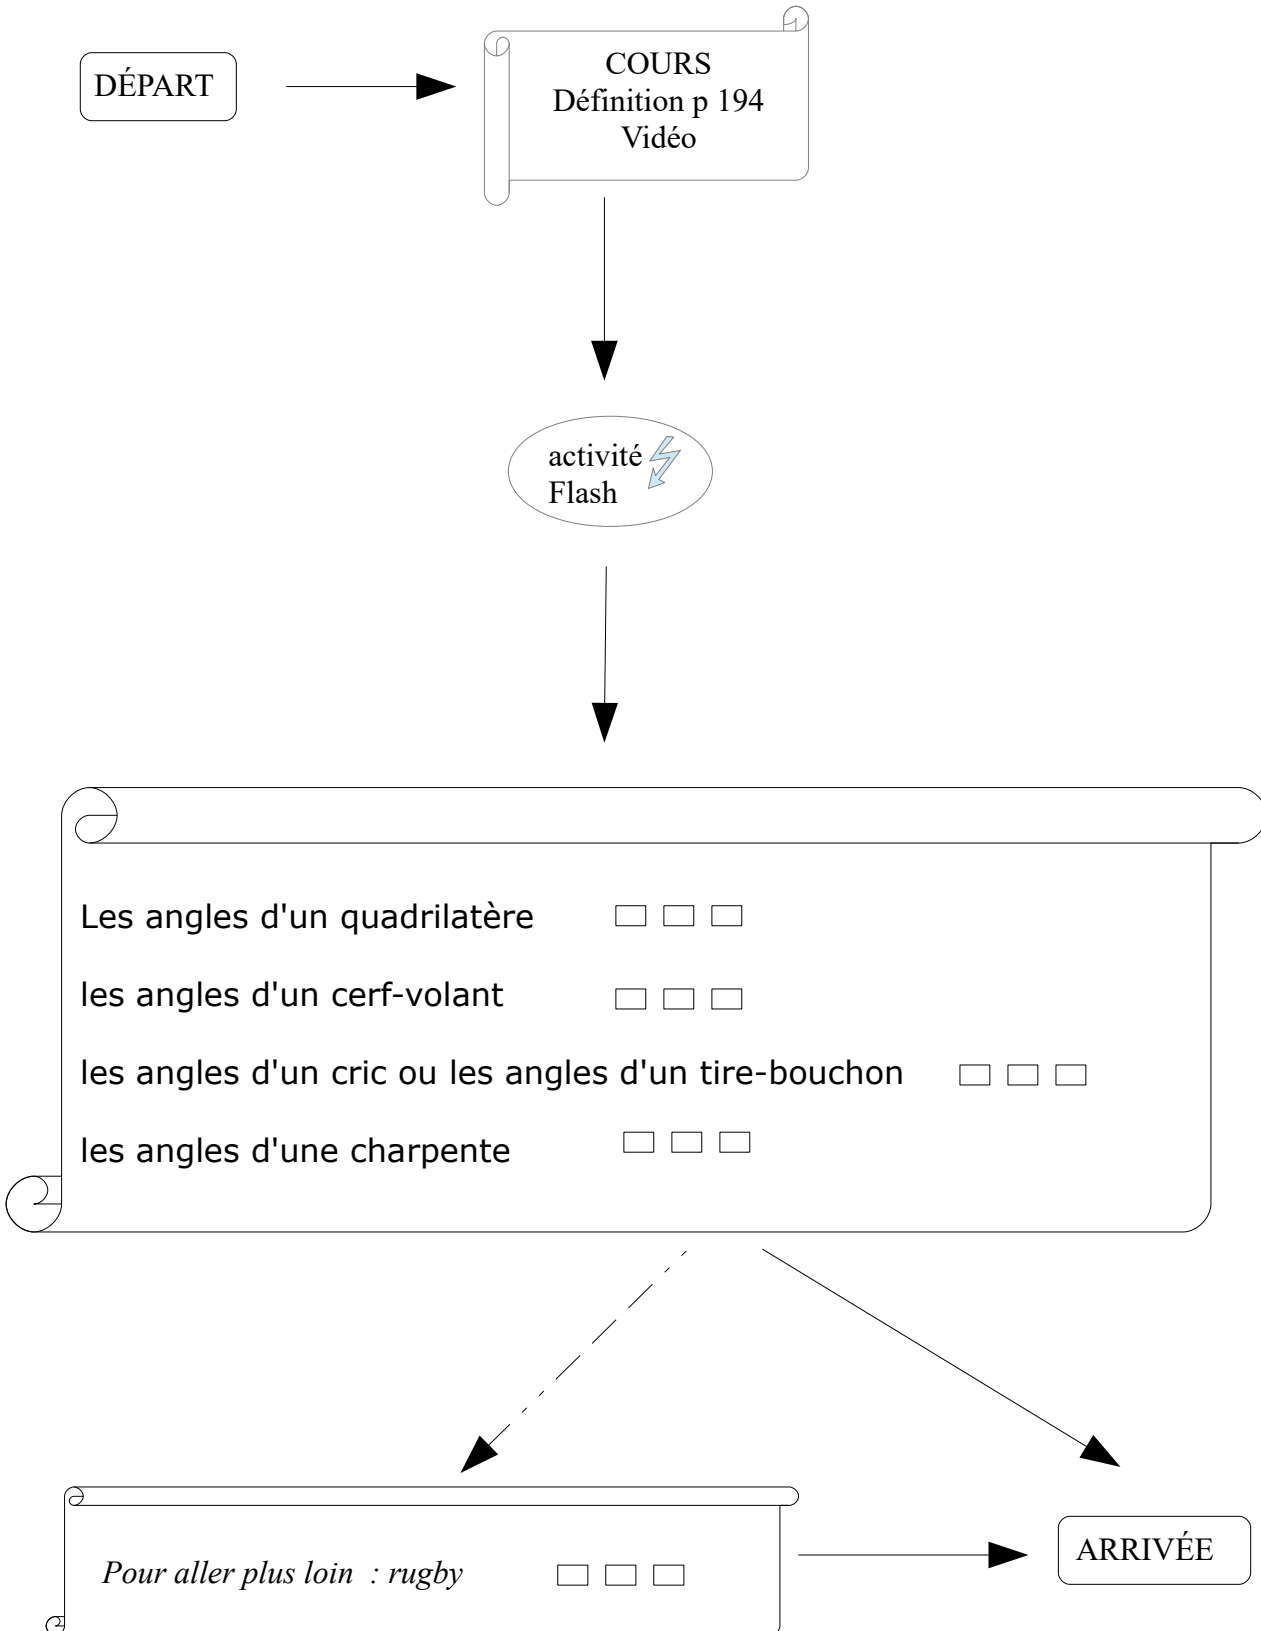 DÉPART
COURS
Définition p 194
Vidéo
activité
Flash
Les angles d'un quadrilatère
les angles d'un cerf-volant
les angles d'un cric ou les angles d'un tire-bouchon
les angles d'une charpente
Pour aller plus loin : rugby
ARRIVÉE